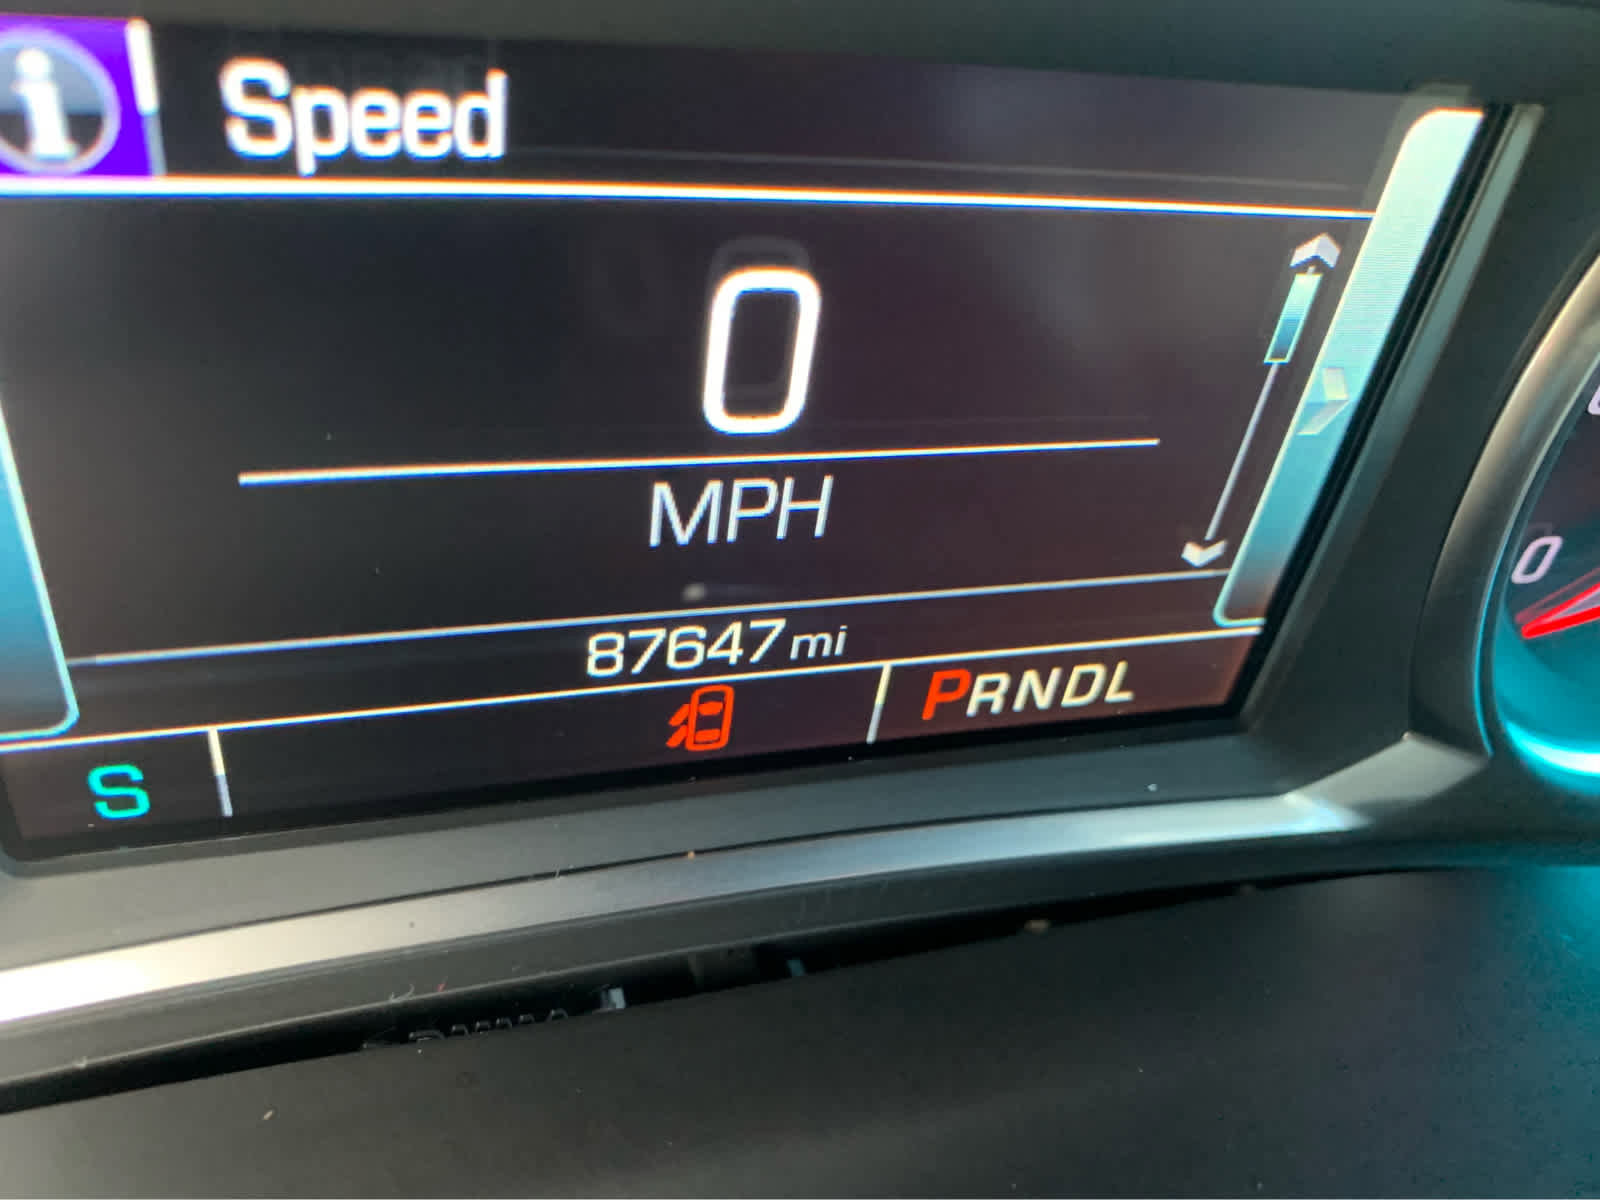 Speed
0
MPH
87647 mi
PRNDL
S
0